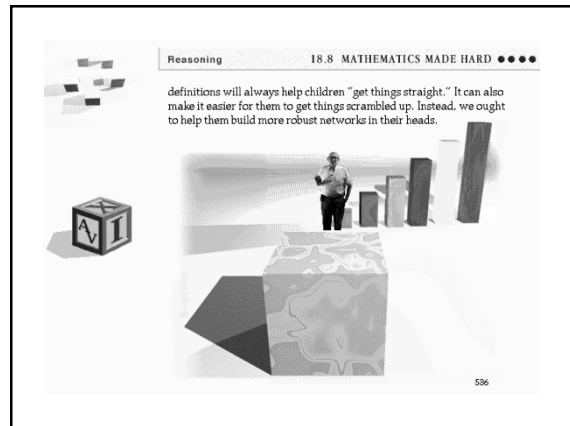 Reasoning
18.8 MATHEMATICS MADE HARD
definitions will always help children “get things straight.” It can also
make it easier for them to get things scrambled up. Instead, we ought
to help them build more robust networks in their heads.
X
AV I
536